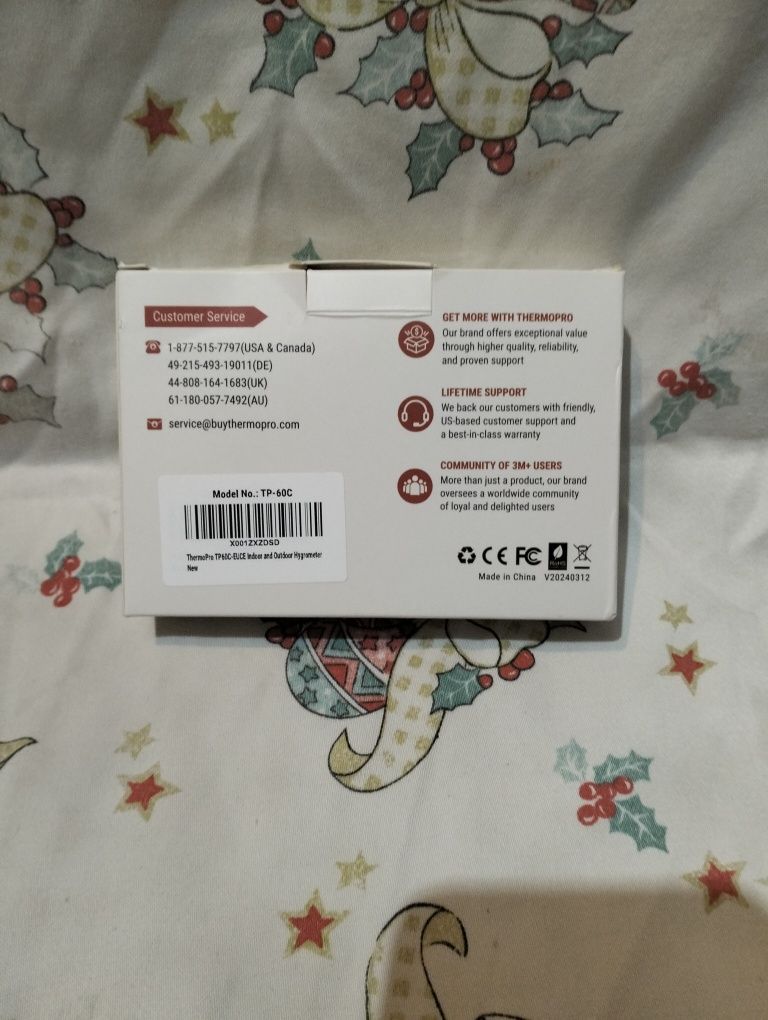 Customer Service
1-877-515-7797(USA & Canada)
49-215-493-19011(DE)
44-808-164-1683(UK)
61-180-057-7492(AU)
service@buythermopro.com
Model No.: TP-60C
X001ZXZDSD
ThermoPro TP60C-EUCE Indoor and Outdoor Hygrometer
New
GET MORE WITH THERMOPRO
Our brand offers exceptional value
through higher quality, reliability,
and proven support
LIFETIME SUPPORT
We back our customers with friendly,
US-based customer support and
a best-in-class warranty
COMMUNITY OF 3M+ USERS
More than just a product, our brand
oversees a worldwide community
of loyal and delighted users
CE FC RoHS
Made in China V20240312